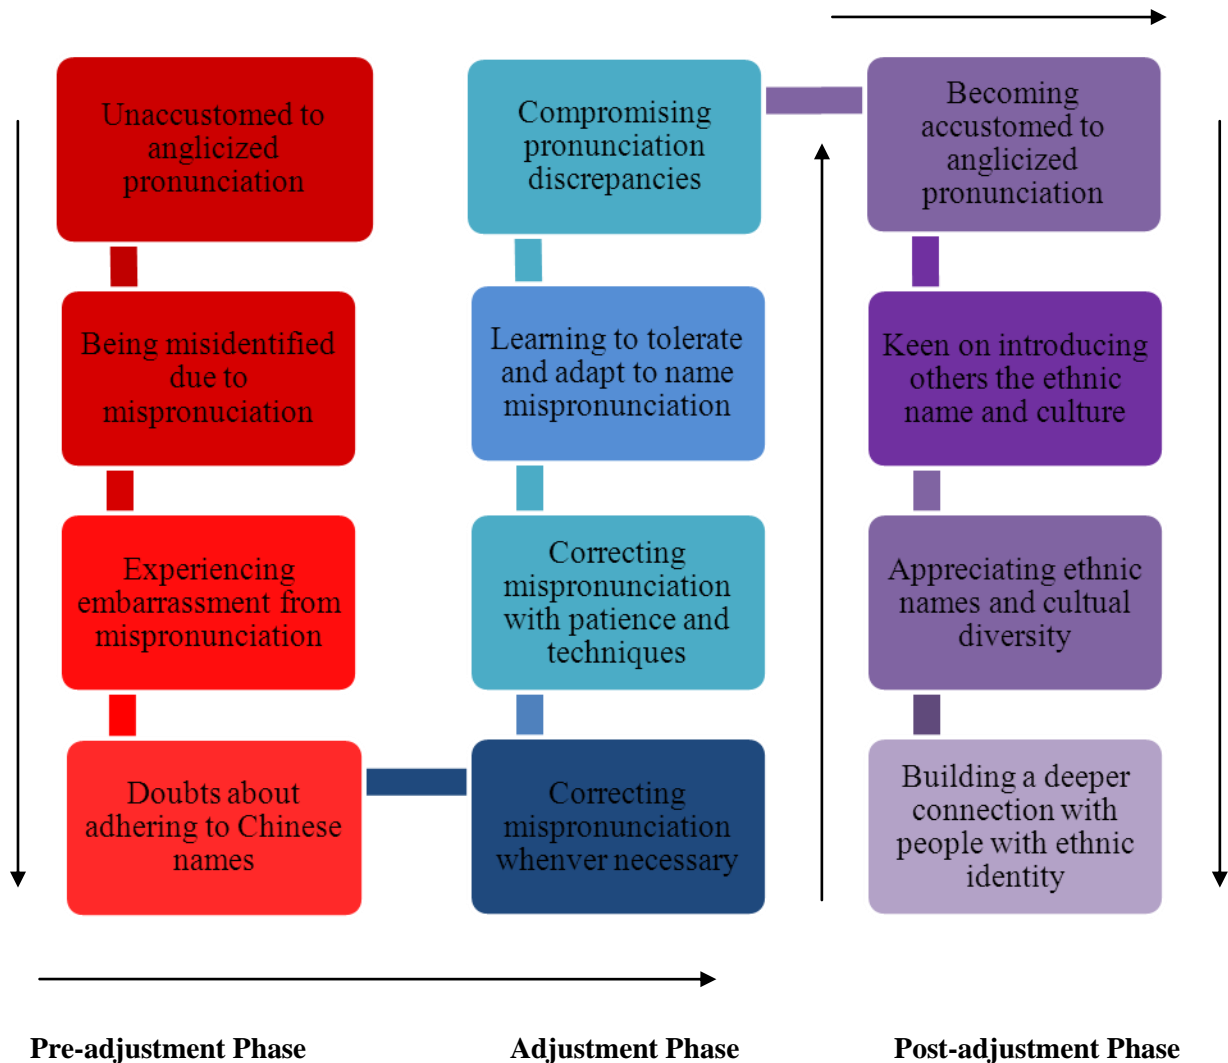 Unaccustomed to
anglicized
pronunciation
Being misidentified
due to
mispronuciation
Experiencing
embarrassment from
mispronunciation
Doubts about
adhering to Chinese
names
Compromising
pronunciation
discrepancies
Learning to tolerate
and adapt to name
mispronunciation
Correcting
mispronunciation
with patience and
techniques
Correcting
mispronunciation
whenver necessary
Becoming
accustomed to
anglicized
pronunciation
Keen on introducing
others the ethnic
name and culture
Appreciating ethnic
names and cultual
diversity
Building a deeper
connection with
people with ethnic
identity
Pre-adjustment Phase
Adjustment Phase
Post-adjustment Phase